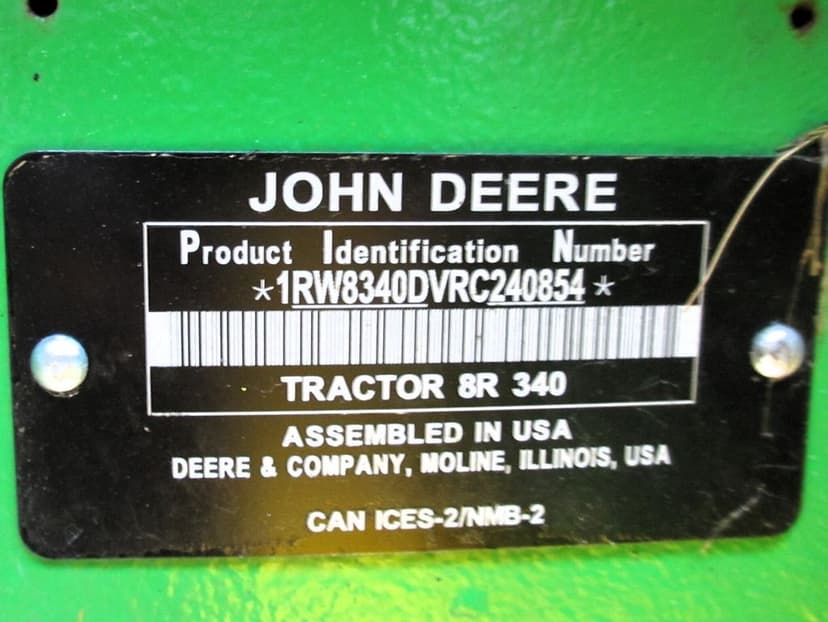 JOHN DEERE
Product Identification Number
*1RW8340DVRC240854*
TRACTOR 8R 340
ASSEMBLED IN USA
DEERE & COMPANY, MOLINE, ILLINOIS, USA
CAN ICES-2/NMB-2